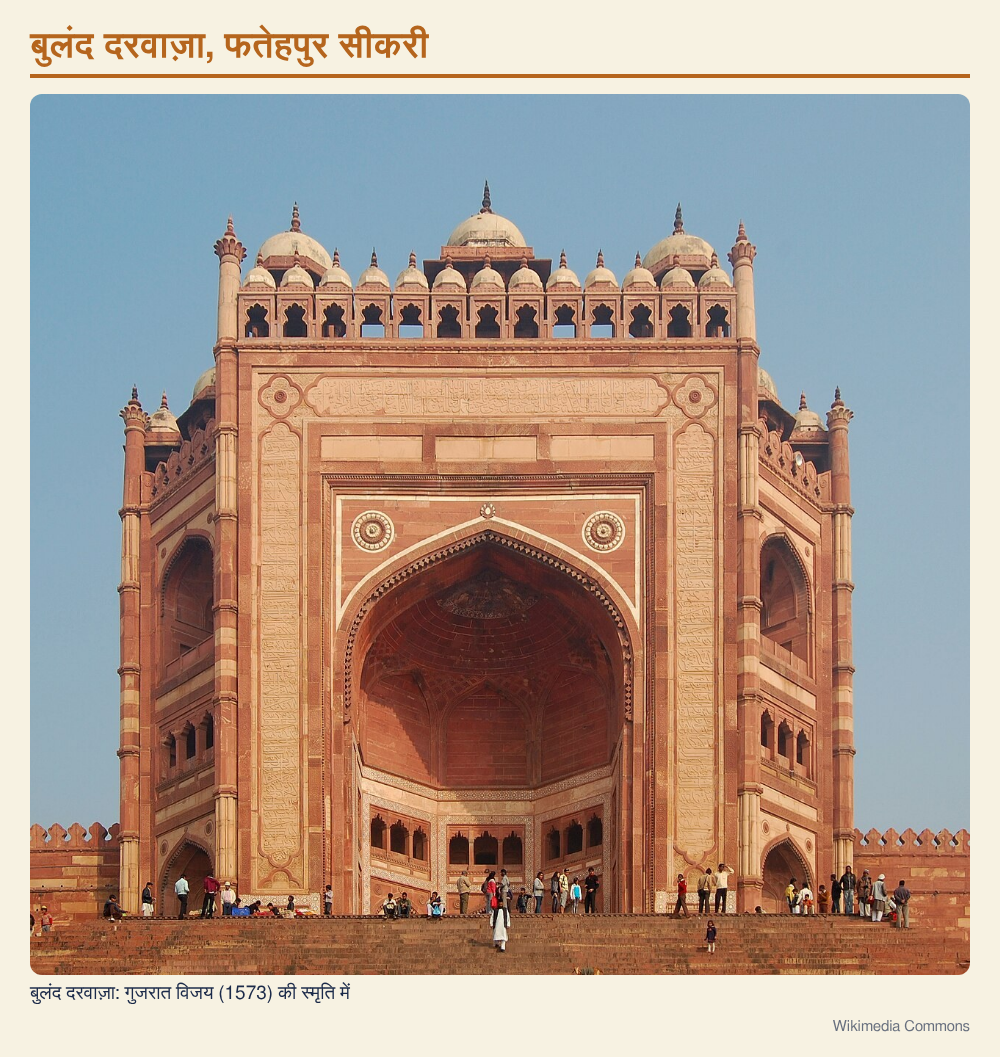 बुलंद दरवाज़ा, फतेहपुर सीकरी
बुलंद दरवाज़ा: गुजरात विजय (1573) की स्मृति में
Wikimedia Commons